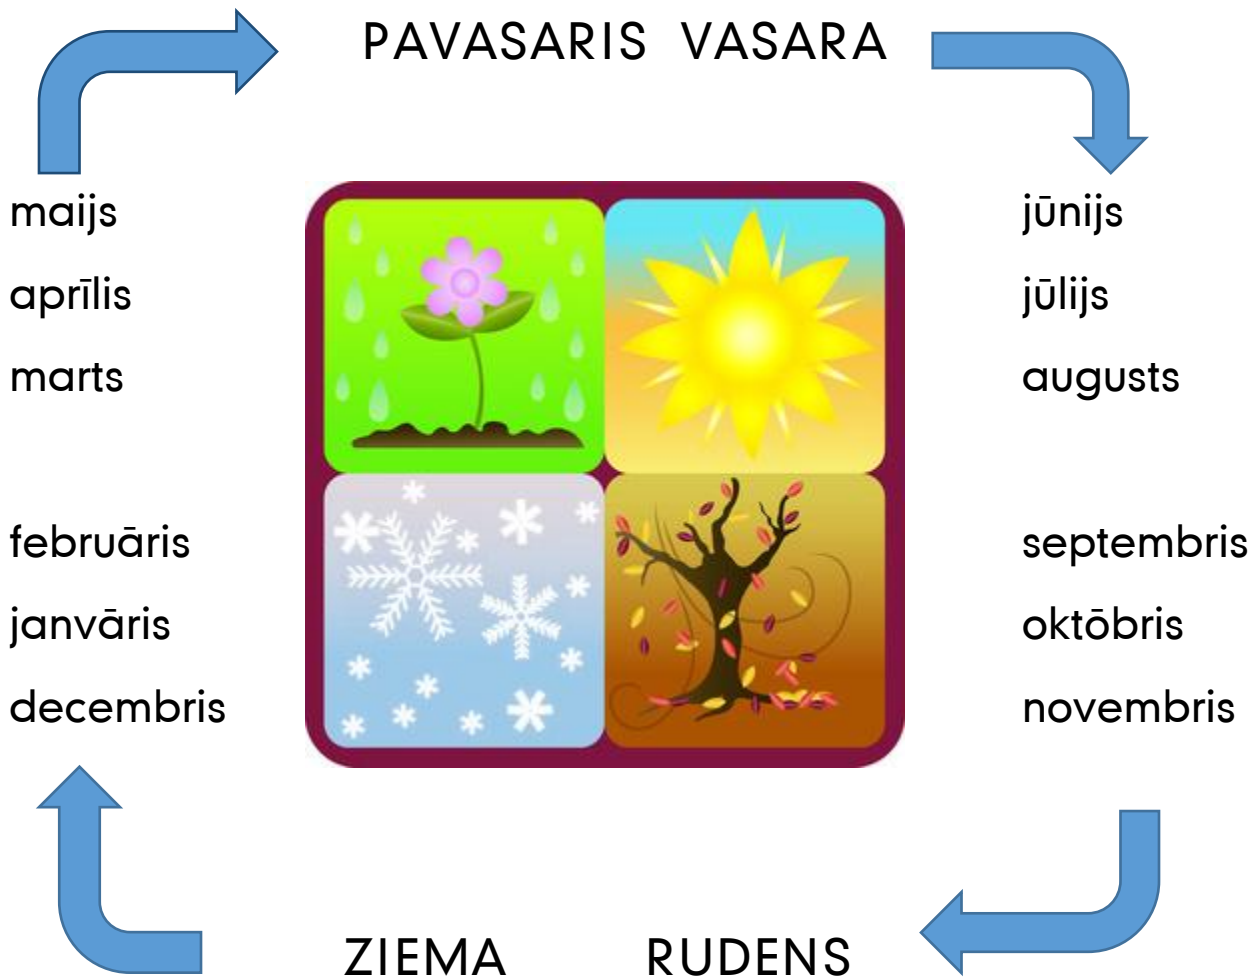 PAVASARIS VASARA
maijs
aprīlis
marts
februāris
janvāris
decembris
jūnijs
jūlijs
augusts
septembris
oktōbris
novembris
ZIEMA RUDENS